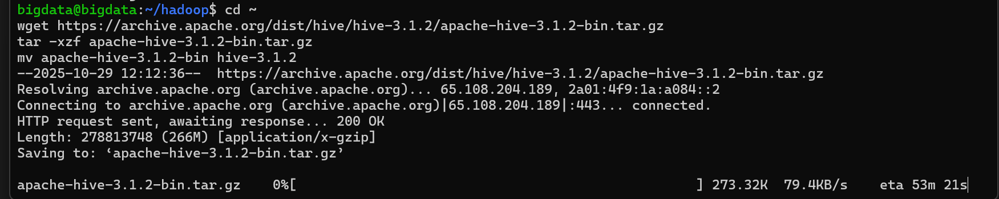 bigdata@bigdata:~/hadoop$ cd ~
wget https://archive.apache.org/dist/hive/hive-3.1.2/apache-hive-3.1.2-bin.tar.gz
tar -xzf apache-hive-3.1.2-bin.tar.gz
mv apache-hive-3.1.2-bin hive-3.1.2
--2025-10-29 12:12:36--  https://archive.apache.org/dist/hive/hive-3.1.2/apache-hive-3.1.2-bin.tar.gz
Resolving archive.apache.org (archive.apache.org)... 65.108.204.189, 2a01:4f9:1a:a084::2
Connecting to archive.apache.org (archive.apache.org)|65.108.204.189|:443... connected.
HTTP request sent, awaiting response... 200 OK
Length: 278813748 (266M) [application/x-gzip]
Saving to: ‘apache-hive-3.1.2-bin.tar.gz’
apache-hive-3.1.2-bin.tar.gz    0%[                    ] 273.32K  79.4KB/s    eta 53m 21s